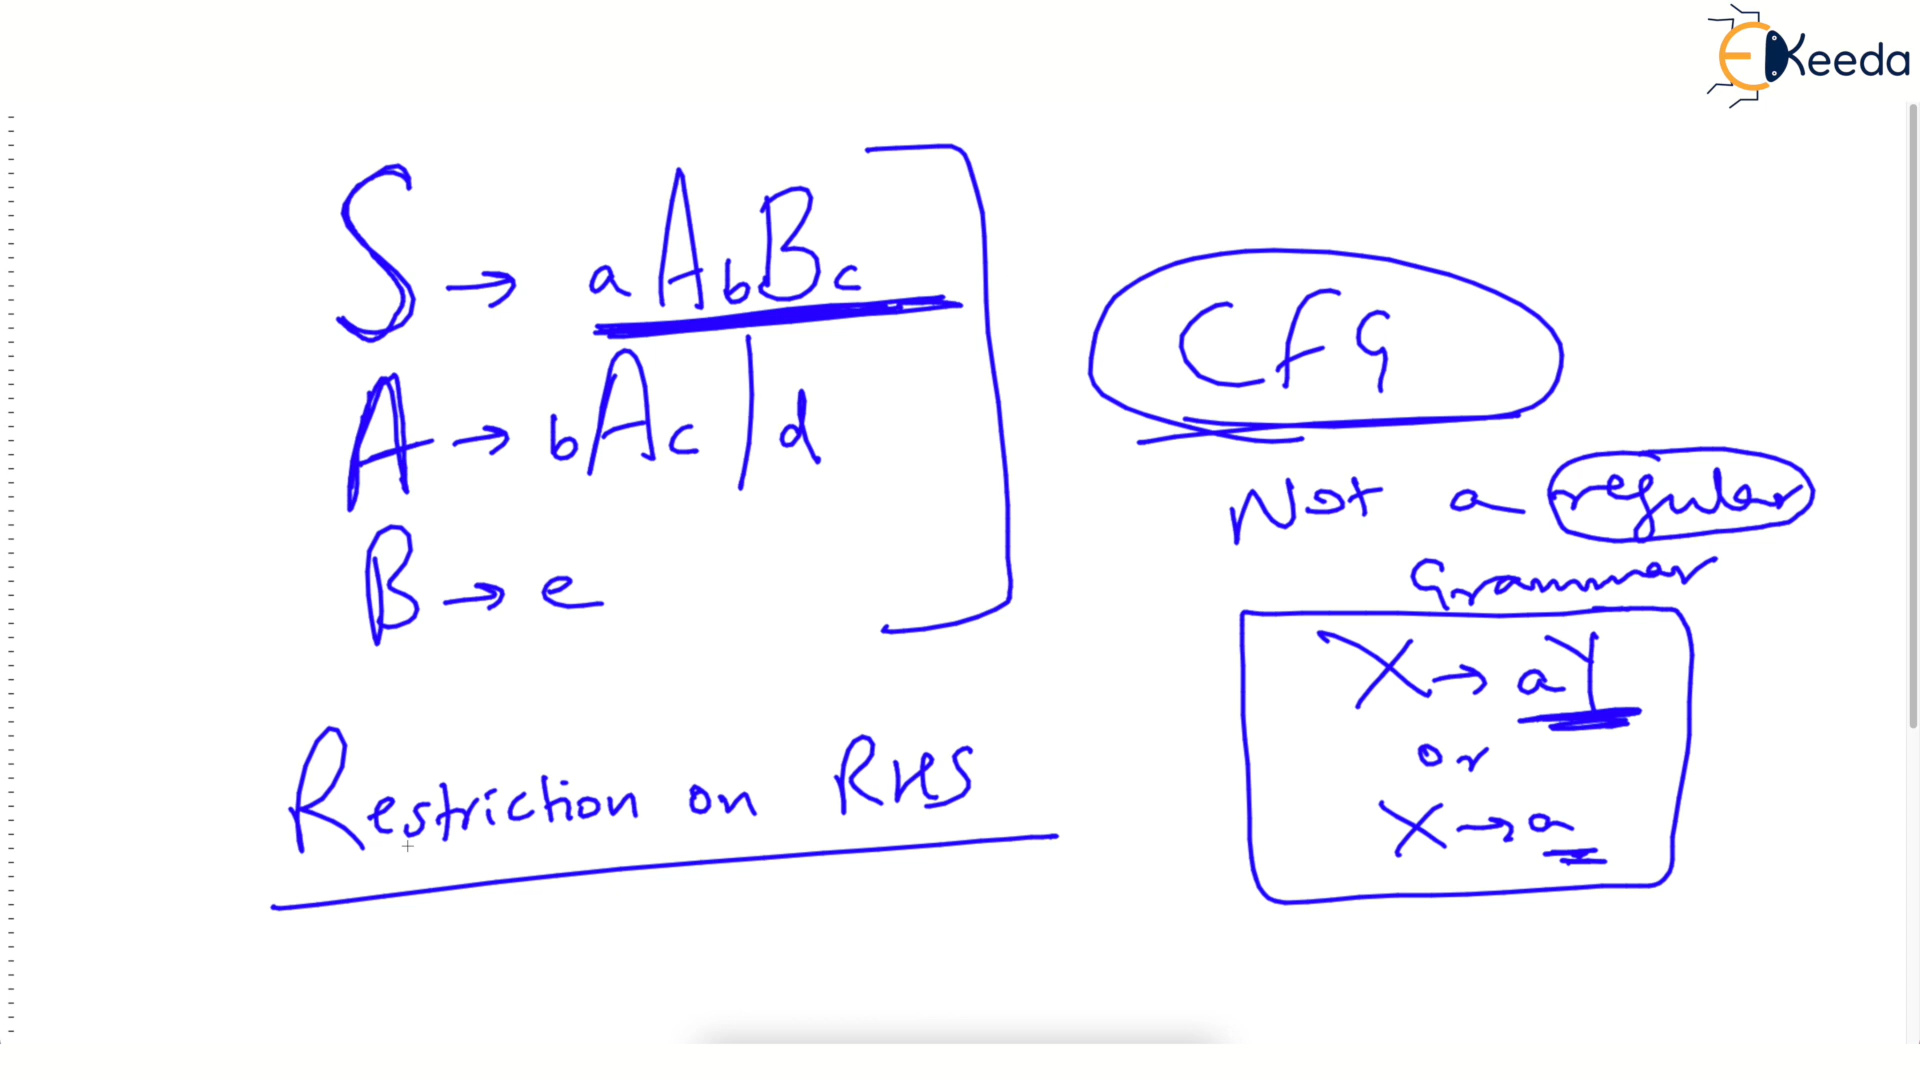 EKeeda
S → aAbBc
A → bAc | d
B → e
CFG
Not a regular
Grammar
X → aY
or
X → a
Restriction on RHS